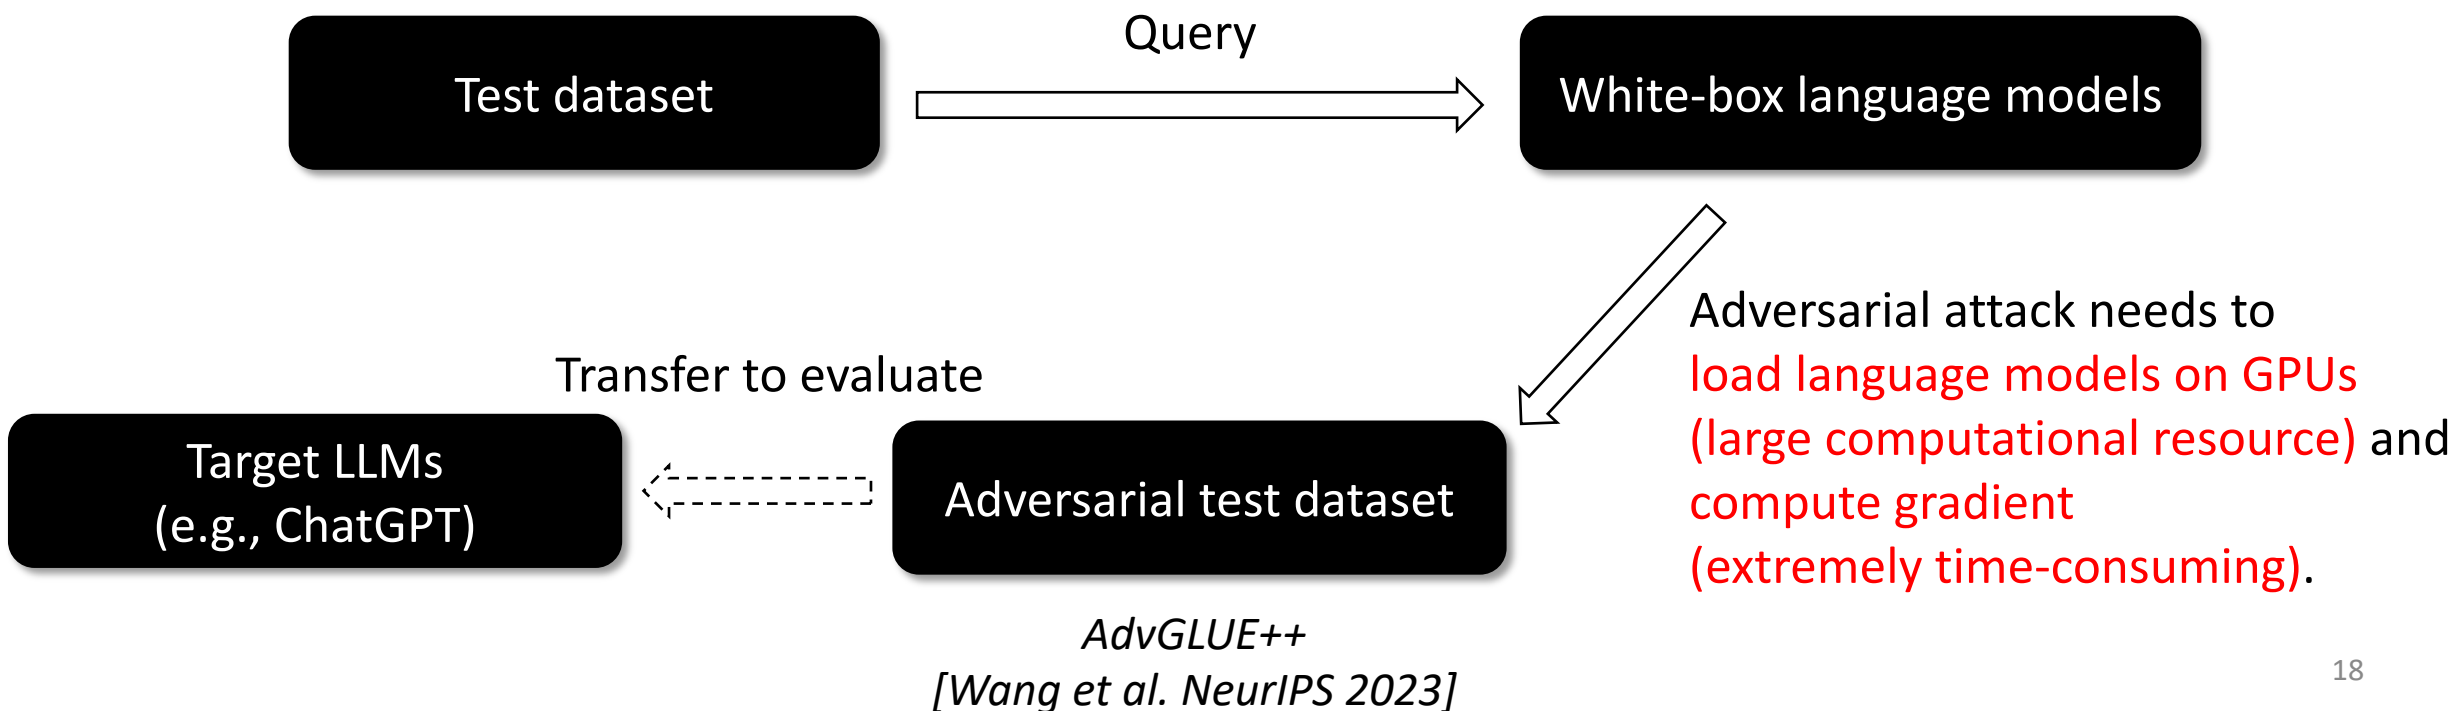 Query
Test dataset
White-box language models
Adversarial attack needs to
load language models on GPUs
(large computational resource) and
compute gradient
(extremely time-consuming).
Transfer to evaluate
Target LLMs
(e.g., ChatGPT)
Adversarial test dataset
AdvGLUE++
[Wang et al. NeurIPS 2023]
18